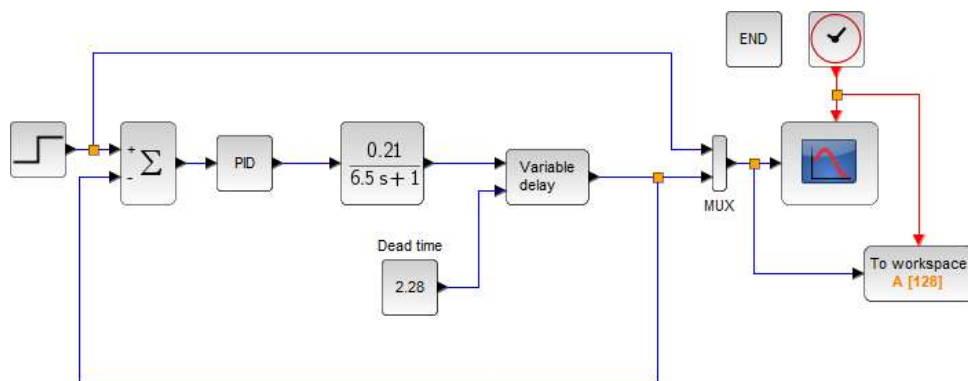 END
+
-
Σ
PID
0.21
6.5 s+1
Variable
delay
MUX
Dead time
2.28
To workspace
A [128]